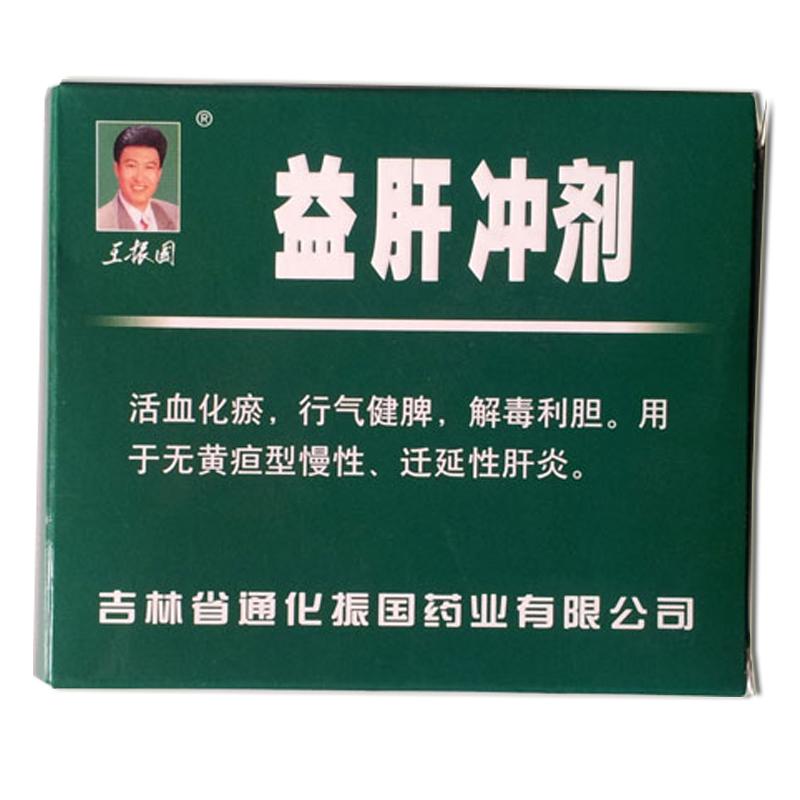 ®
王振国
益肝冲剂
活血化瘀，行气健脾，解毒利胆。用
于无黄疸型慢性、迁延性肝炎。
吉林省通化振国药业有限公司